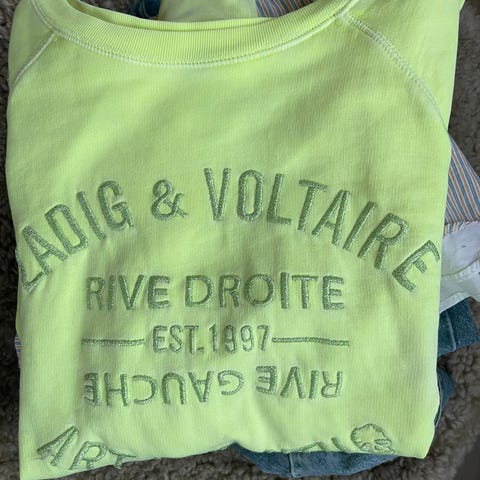 ZADIG & VOLTAIRE
RIVE DROITE
EST.1997
RIVE GAUCHE
ART